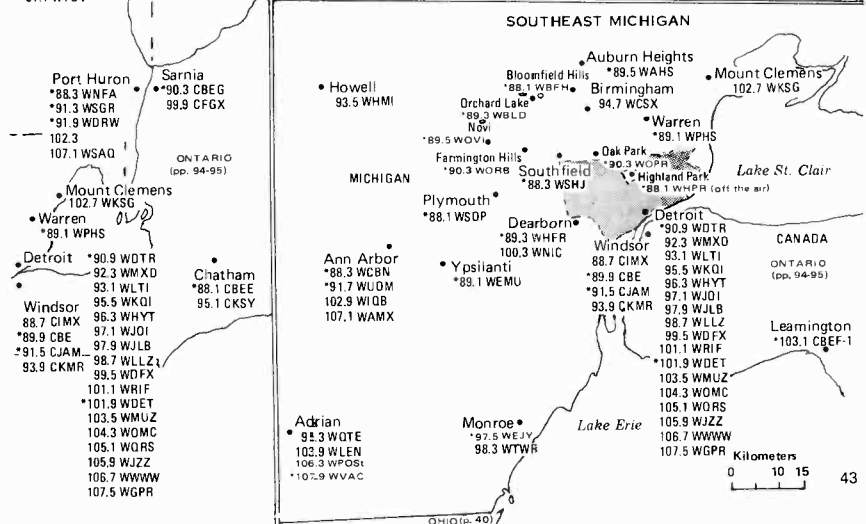 SOUTHEAST MICHIGAN
Port Huron
*88.3 WNFA
*91.3 WSGR
*91.9 WDRW
102.3
107.1 WSAQ
Sarnia
*90.3 CBEG
99.9 CFGX
ONTARIO
(pp. 94-95)
Mount Clemens
102.7 WKSG
Warren
*89.1 WPHS
Detroit
*90.9 WDTR
92.3 WMXD
93.1 WLTI
95.5 WKQI
96.3 WHYT
97.1 WJOI
97.9 WJLB
98.7 WLLZ
99.5 WDFX
101.1 WRIF
*101.9 WDET
103.5 WMUZ
104.3 WOMC
105.1 WQRS
105.9 WJZZ
106.7 WWWW
107.5 WGPR
Windsor
88.7 CIMX
*89.9 CBE
*91.5 CJAM
93.9 CKMR
Chatham
*88.1 CBEE
95.1 CKSY
Howell
93.5 WHMI
Auburn Heights
*89.5 WAHS
Bloomfield Hills
*88.1 WBFH
Birmingham
94.7 WCSX
Mount Clemens
102.7 WKSG
Orchard Lake
*89.3 WBLD
Novi
*89.5 WOVI
Warren
*89.1 WPHS
Farmington Hills
*90.3 WORB
Oak Park
*90.3 WOPR
Southfield
*88.3 WSHJ
Highland Park
*88.1 WHPR (off the air)
Lake St. Clair
MICHIGAN
Plymouth
*88.1 WSDP
Dearborn
*89.3 WHFR
100.3 WNIC
Detroit
*90.9 WDTR
92.3 WMXD
93.1 WLTI
95.5 WKQI
96.3 WHYT
97.1 WJOI
97.9 WJLB
98.7 WLLZ
99.5 WDFX
101.1 WRIF
*101.9 WDET
103.5 WMUZ
104.3 WOMC
105.1 WQRS
105.9 WJZZ
106.7 WWWW
107.5 WGPR
Windsor
88.7 CIMX
*89.9 CBE
*91.5 CJAM
93.9 CKMR
CANADA
ONTARIO
(pp. 94-95)
Ann Arbor
*88.3 WCBN
*91.7 WUOM
102.9 WIQB
107.1 WAMX
Ypsilanti
*89.1 WEMU
Leamington
*103.1 CBEF-1
Adrian
95.3 WQTE
103.9 WLEN
106.3 WPOSt
*107.9 WVAC
Monroe
*97.5 WEJY
98.3 WTWR
Lake Erie
Kilometers
0 10 15
43
OHIO (p. 40)